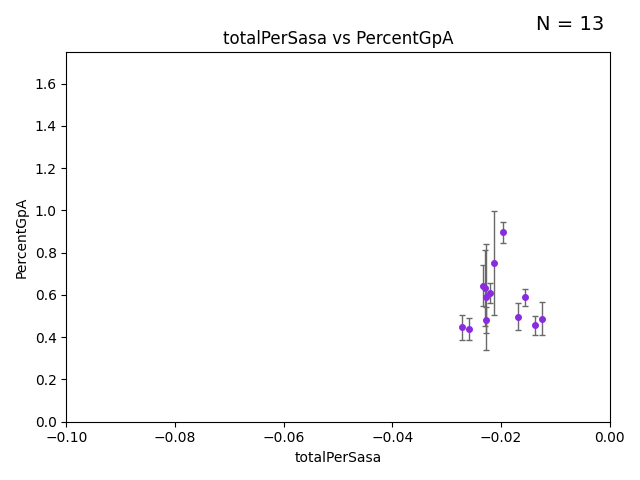 N = 13
totalPerSasa vs PercentGpA
PercentGpA
1.6
1.4
1.2
1.0
0.8
0.6
0.4
0.2
0.0
−0.10 −0.08 −0.06 −0.04 −0.02 0.00
totalPerSasa